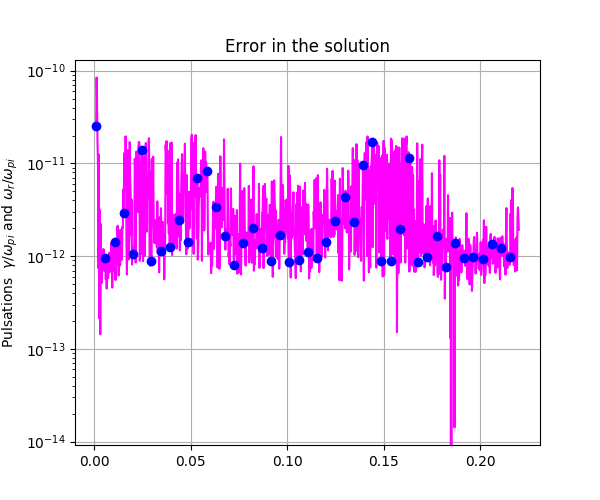 Error in the solution
Pulsations γ/ω_pi and ω_r/ω_pi
10⁻¹⁰
10⁻¹¹
10⁻¹²
10⁻¹³
10⁻¹⁴
0.00 0.05 0.10 0.15 0.20